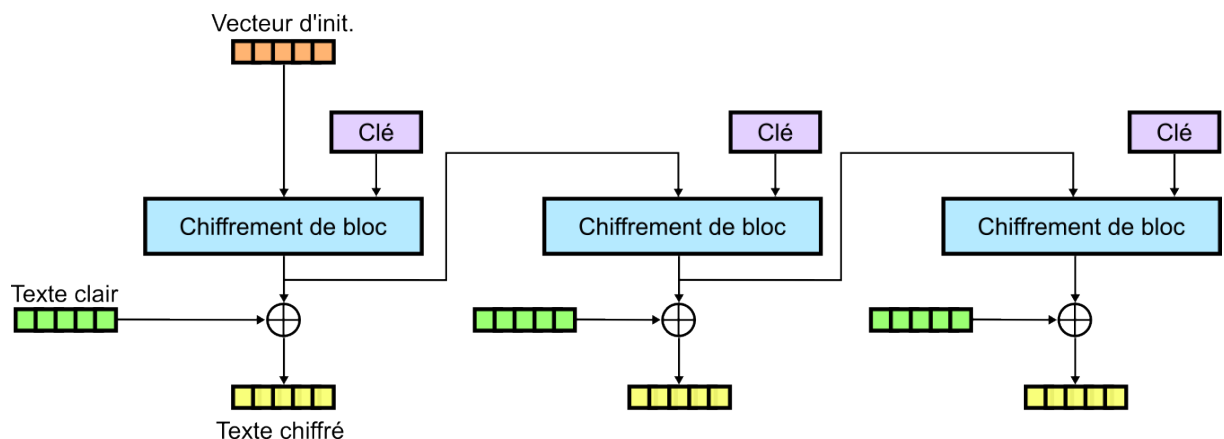 Vecteur d'init.
Clé
Clé
Clé
Chiffrement de bloc
Chiffrement de bloc
Chiffrement de bloc
Texte clair
Texte chiffré